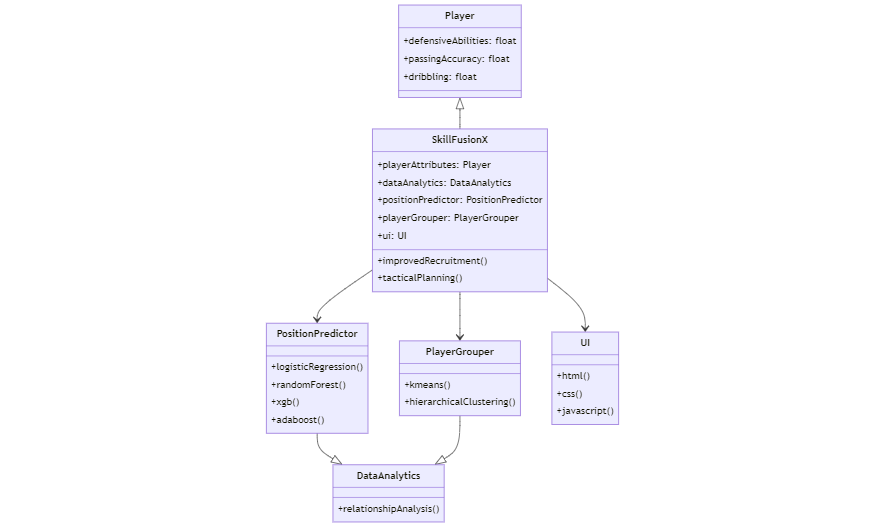 Player
+defensiveAbilities: float
+passingAccuracy: float
+dribbling: float
SkillFusionX
+playerAttributes: Player
+dataAnalytics: DataAnalytics
+positionPredictor: PositionPredictor
+playerGrouper: PlayerGrouper
+ui: UI
+improvedRecruitment()
+tacticalPlanning()
PositionPredictor
+logisticRegression()
+randomForest()
+xgb()
+adaboost()
PlayerGrouper
+kmeans()
+hierarchicalClustering()
UI
+html()
+css()
+javascript()
DataAnalytics
+relationshipAnalysis()